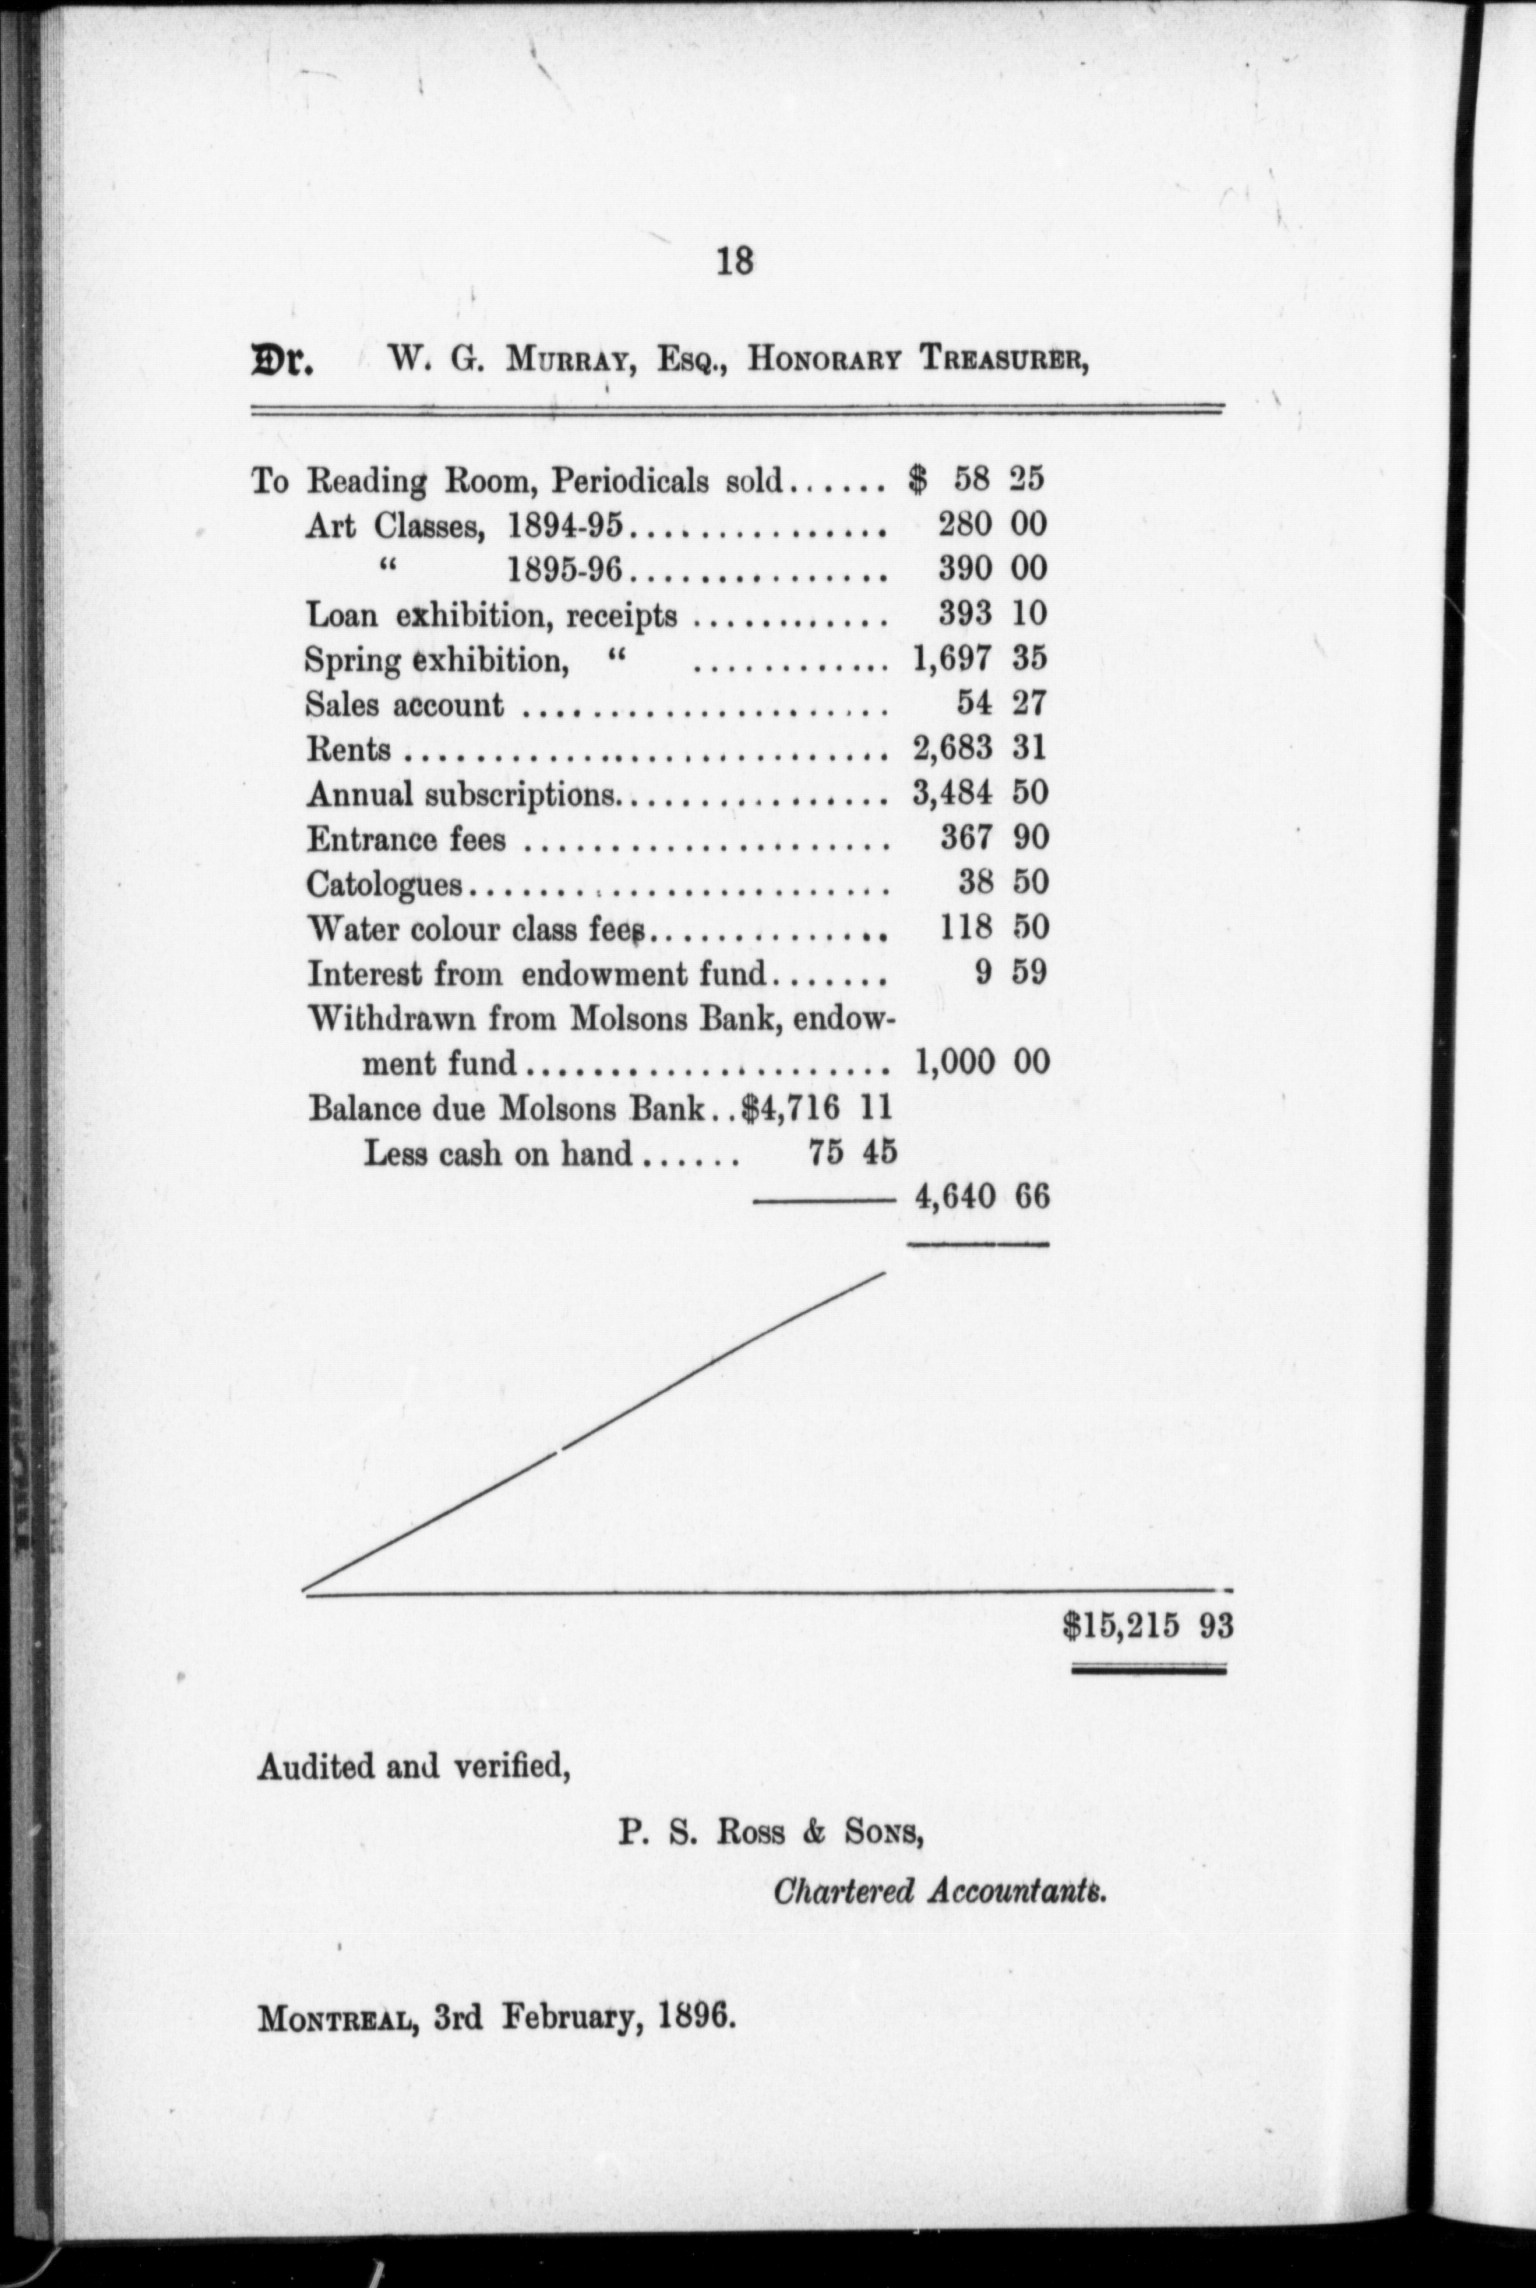 18
Dr. W. G. MURRAY, ESQ., HONORARY TREASURER,
To Reading Room, Periodicals sold...... $ 58 25
Art Classes, 1894-95............... 280 00
“ 1895-96............... 390 00
Loan exhibition, receipts ............ 393 10
Spring exhibition, “ ............ 1,697 35
Sales account ..................... 54 27
Rents ............................ 2,683 31
Annual subscriptions................ 3,484 50
Entrance fees ..................... 367 90
Catologues........................ 38 50
Water colour class fees.............. 118 50
Interest from endowment fund....... 9 59
Withdrawn from Molsons Bank, endow-
ment fund..................... 1,000 00
Balance due Molsons Bank..$4,716 11
Less cash on hand...... 75 45
4,640 66
$15,215 93
Audited and verified,
P. S. ROSS & SONS,
Chartered Accountants.
MONTREAL, 3rd February, 1896.